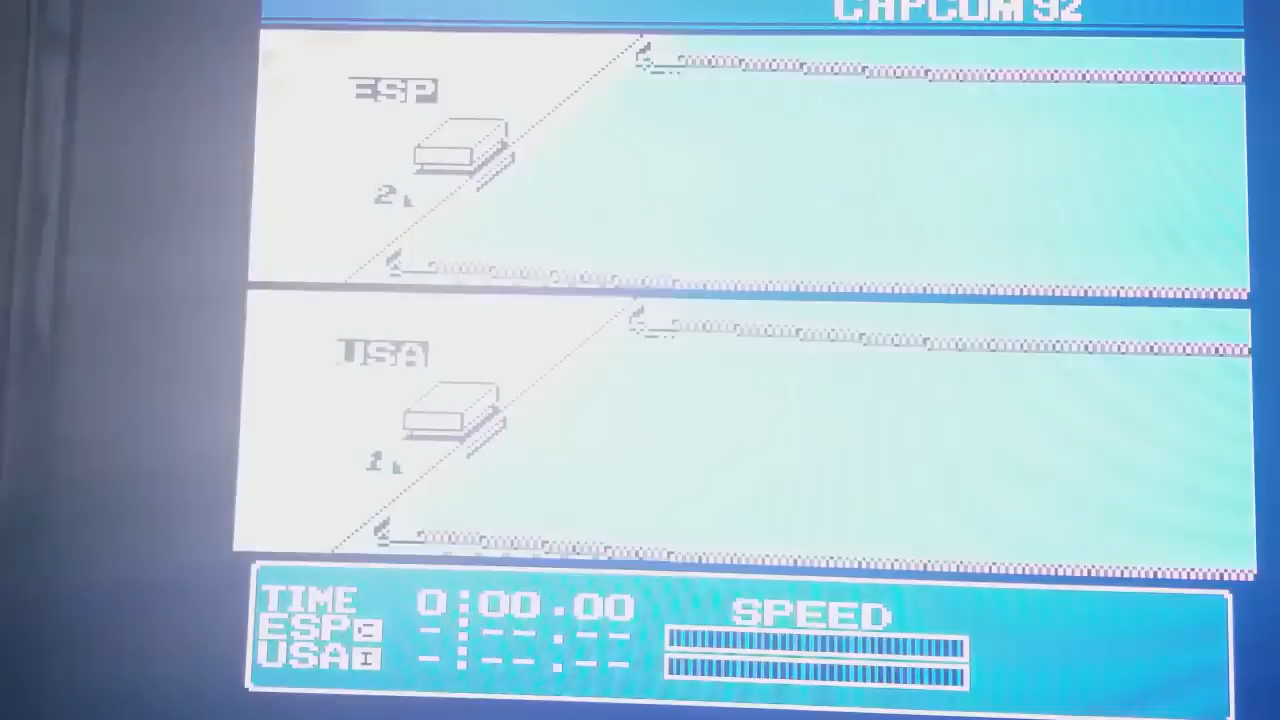 CAPCOM'92
ESP
2
USA
1
TIME 0:00.00 SPEED
ESP C -:--.--
USA I -:--.--